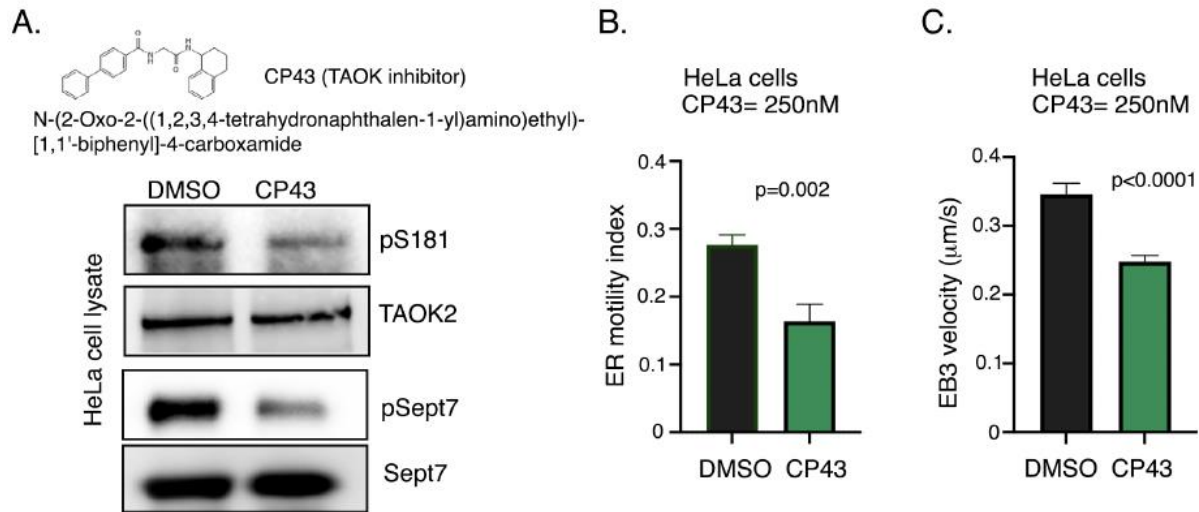 A.
O
H
N
NH
O
CP43 (TAOK inhibitor)
N-(2-Oxo-2-((1,2,3,4-tetrahydronaphthalen-1-yl)amino)ethyl)-
[1,1'-biphenyl]-4-carboxamide
DMSO CP43
HeLa cell lysate
pS181
TAOK2
pSept7
Sept7
B.
HeLa cells
CP43= 250nM
p=0.002
ER motility index
0.4
0.3
0.2
0.1
0
DMSO CP43
C.
HeLa cells
CP43= 250nM
p<0.0001
EB3 velocity (μm/s)
0.4
0.3
0.2
0.1
0
DMSO CP43